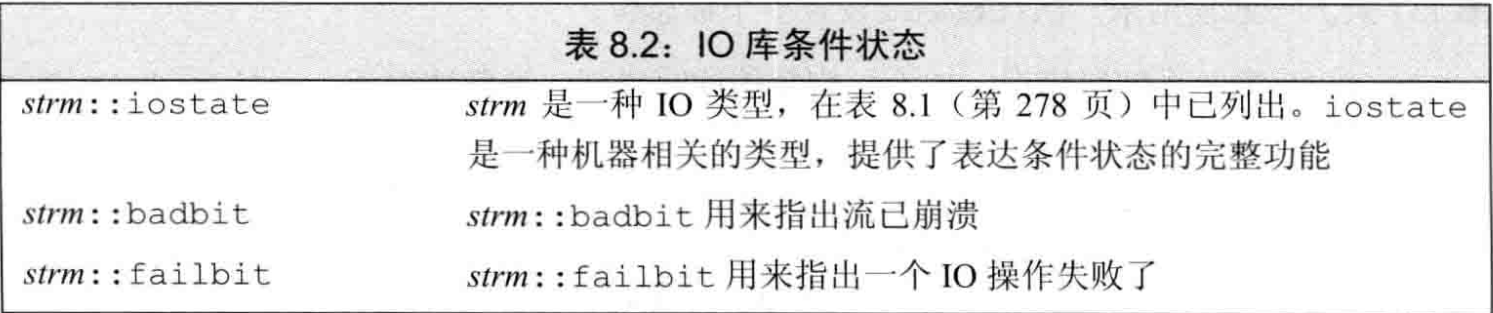 表 8.2：IO 库条件状态
strm::iostate strm 是一种 IO 类型，在表 8.1（第 278 页）中已列出。iostate
是一种机器相关的类型，提供了表达条件状态的完整功能
strm::badbit strm::badbit 用来指出流已崩溃
strm::failbit strm::failbit 用来指出一个 IO 操作失败了